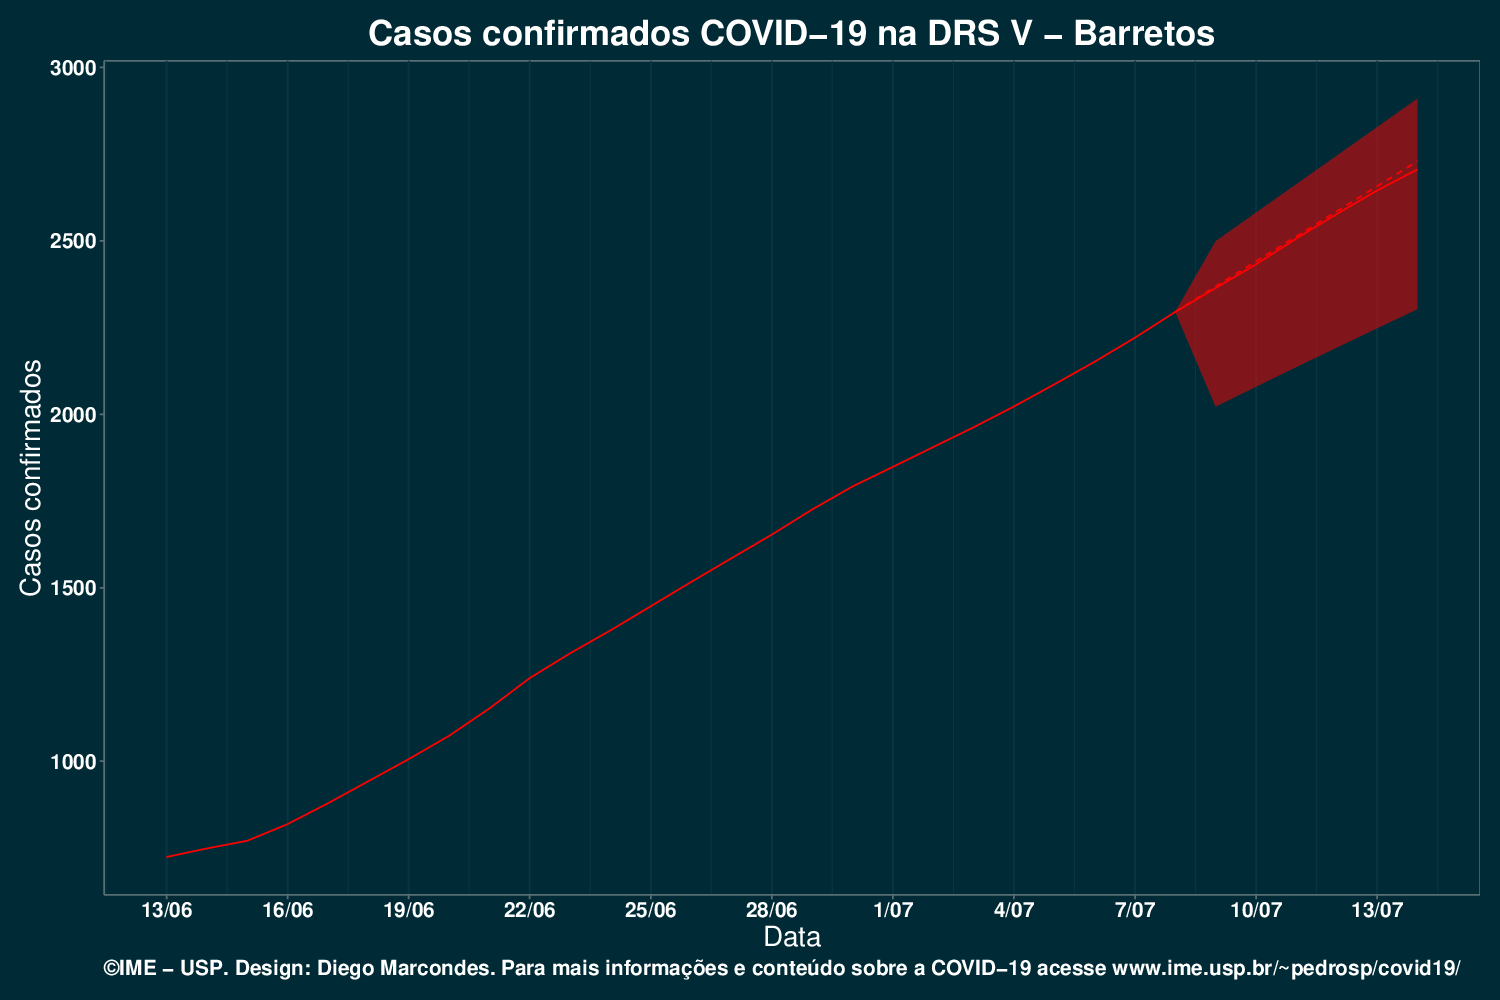 Casos confirmados COVID−19 na DRS V − Barretos
3000
2500
2000
1500
1000
Casos confirmados
13/06 16/06 19/06 22/06 25/06 28/06 1/07 4/07 7/07 10/07 13/07
Data
©IME − USP. Design: Diego Marcondes. Para mais informações e conteúdo sobre a COVID−19 acesse www.ime.usp.br/~pedrosp/covid19/